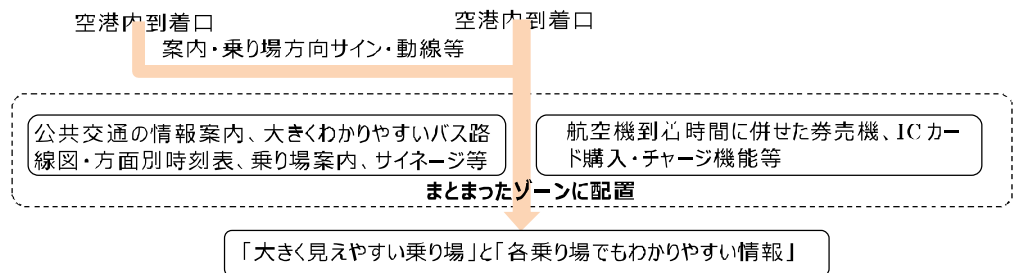 空港内到着口
空港内到着口
案内・乗り場方向サイン・動線等
公共交通の情報案内、大きくわかりやすいバス路
線図・方面別時刻表、乗り場案内、サイネージ等
航空機到着時間に併せた券売機、ICカー
ド購入・チャージ機能等
まとまったゾーンに配置
「大きく見えやすい乗り場」と「各乗り場でもわかりやすい情報」